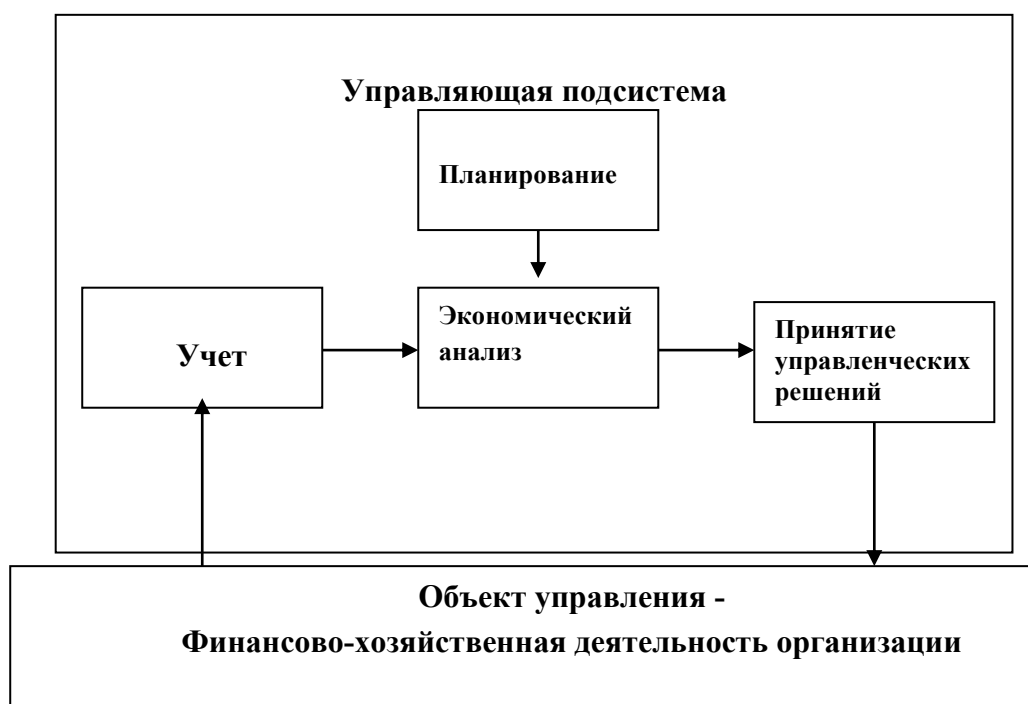 Управляющая подсистема
Планирование
Учет
Экономический
анализ
Принятие
управленческих
решений
Объект управления -
Финансово-хозяйственная деятельность организации